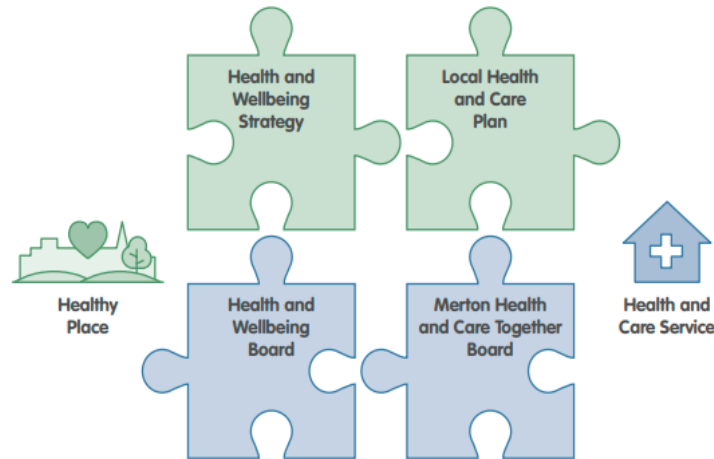 Health and
Wellbeing
Strategy
Local Health
and Care
Plan
Healthy
Place
Health and
Wellbeing
Board
Merton Health
and Care Together
Board
Health and
Care Service